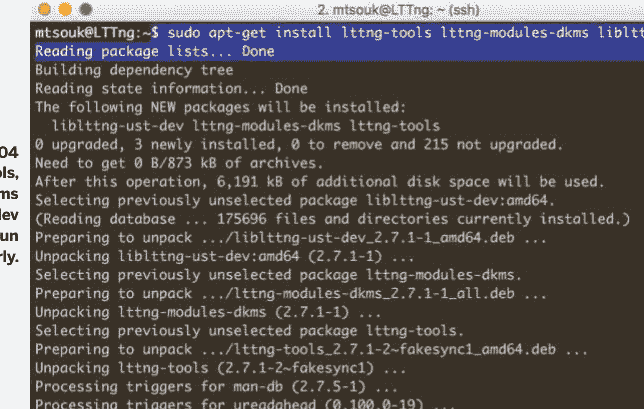 2. mtsouk@LTTng: ~ (ssh)
mtsouk@LTTng:~$ sudo apt-get install lttng-tools lttng-modules-dkms libltt
Reading package lists... Done
Building dependency tree
Reading state information... Done
The following NEW packages will be installed:
liblttng-ust-dev lttng-modules-dkms lttng-tools
0 upgraded, 3 newly installed, 0 to remove and 215 not upgraded.
Need to get 0 B/873 kB of archives.
After this operation, 6,191 kB of additional disk space will be used.
Selecting previously unselected package liblttng-ust-dev:amd64.
(Reading database ... 175696 files and directories currently installed.)
Preparing to unpack .../liblttng-ust-dev_2.7.1-1_amd64.deb ...
Unpacking liblttng-ust-dev:amd64 (2.7.1-1) ...
Selecting previously unselected package lttng-modules-dkms.
Preparing to unpack .../lttng-modules-dkms_2.7.1-1_all.deb ...
Unpacking lttng-modules-dkms (2.7.1-1) ...
Selecting previously unselected package lttng-tools.
Preparing to unpack .../lttng-tools_2.7.1-2~fakesync1_amd64.deb ...
Unpacking lttng-tools (2.7.1-2~fakesync1) ...
Processing triggers for man-db (2.7.5-1) ...
Processing triggers for ureadahead (0.100.0-19) ...
04
ols,
ms
dev
un
rly.